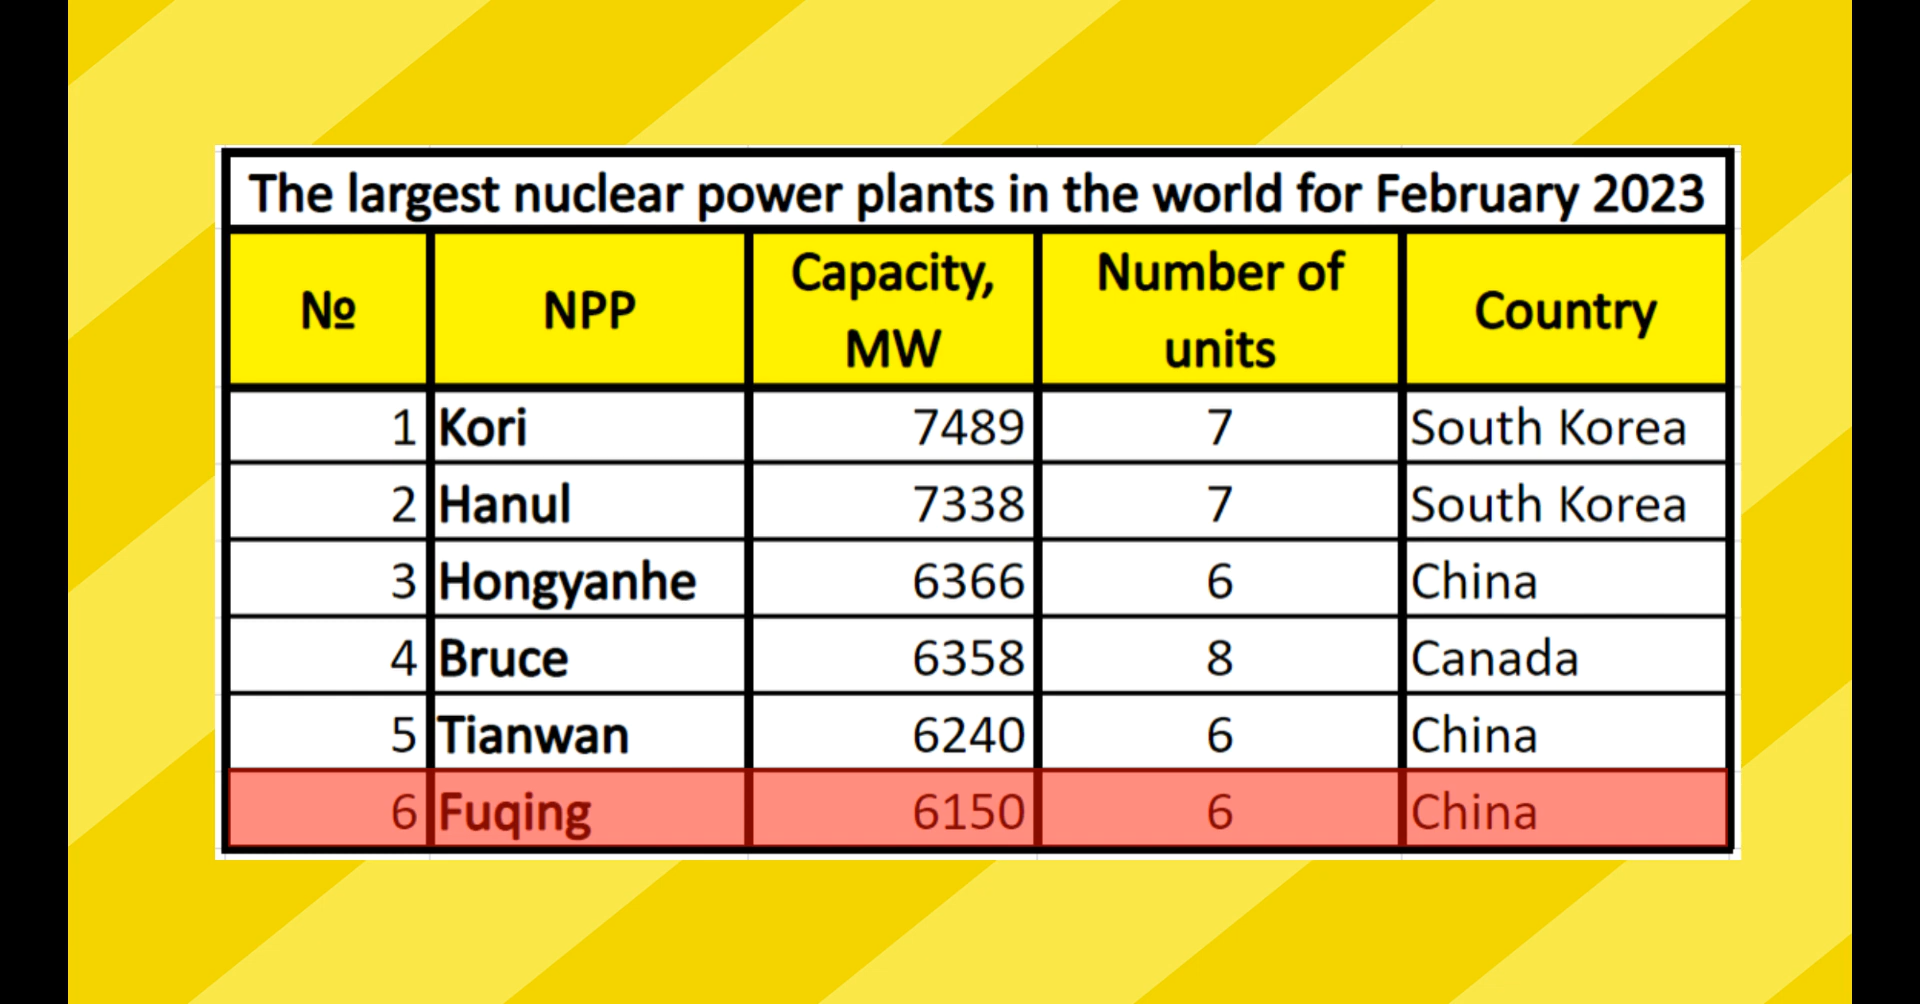 The largest nuclear power plants in the world for February 2023
№ NPP Capacity, MW Number of units Country
1 Kori 7489 7 South Korea
2 Hanul 7338 7 South Korea
3 Hongyanhe 6366 6 China
4 Bruce 6358 8 Canada
5 Tianwan 6240 6 China
6 Fuqing 6150 6 China